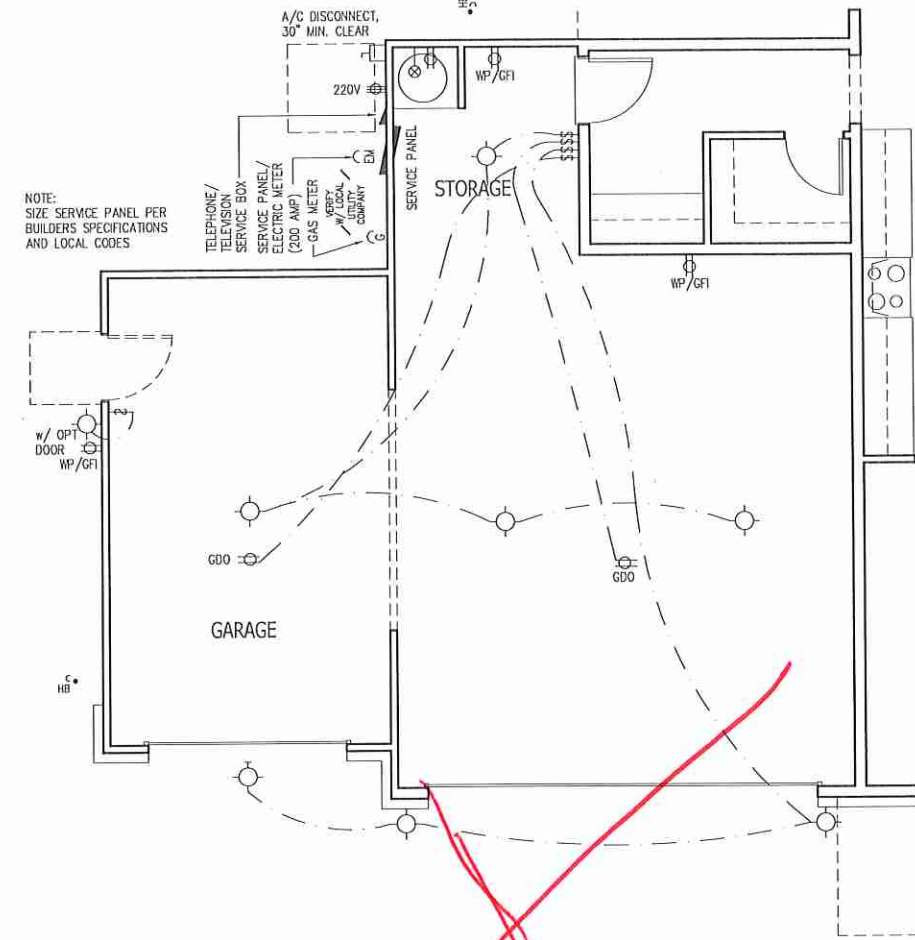 A/C DISCONNECT,
30" MIN. CLEAR
WP/GFI
220V
SERVICE PANEL
EM
STORAGE
$$$$
NOTE:
SIZE SERVICE PANEL PER
BUILDERS SPECIFICATIONS
AND LOCAL CODES
TELEPHONE/
TELEVISION
SERVICE BOX
SERVICE PANEL/
ELECTRIC METER
(200 AMP)
GAS METER
VERIFY
W/ LOCAL
UTILITY
COMPANY
G
WP/GFI
2
w/ OPT
DOOR
WP/GFI
GDO
GDO
GARAGE
C
HB